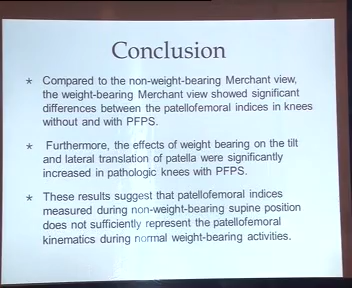 Conclusion
* Compared to the non-weight-bearing Merchant view,
the weight-bearing Merchant view showed significant
differences between the patellofemoral indices in knees
without and with PFPS.
* Furthermore, the effects of weight bearing on the tilt
and lateral translation of patella were significantly
increased in pathologic knees with PFPS.
* These results suggest that patellofemoral indices
measured during non-weight-bearing supine position
does not sufficiently represent the patellofemoral
kinematics during normal weight-bearing activities.